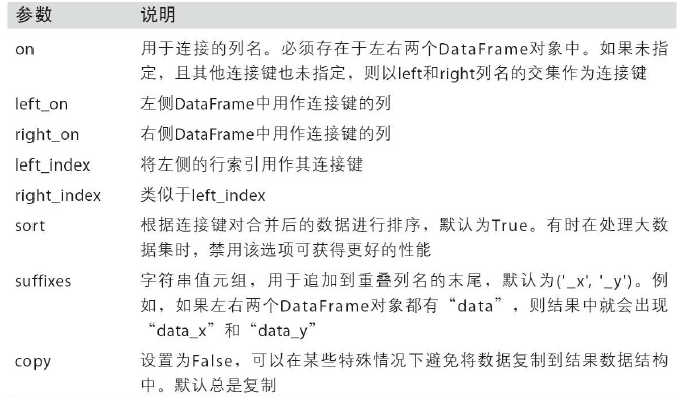 参数 说明
on 用于连接的列名。必须存在于左右两个DataFrame对象中。如果未指
定，且其他连接键也未指定，则以left和right列名的交集作为连接键
left_on 左侧DataFrame中用作连接键的列
right_on 右侧DataFrame中用作连接键的列
left_index 将左侧的行索引用作其连接键
right_index 类似于left_index
sort 根据连接键对合并后的数据进行排序，默认为True。有时在处理大数
据集时，禁用该选项可获得更好的性能
suffixes 字符串值元组，用于追加到重叠列名的末尾，默认为('_x', '_y')。例
如，如果左右两个DataFrame对象都有“data”，则结果中就会出现
“data_x”和“data_y”
copy 设置为False，可以在某些特殊情况下避免将数据复制到结果数据结构
中。默认总是复制